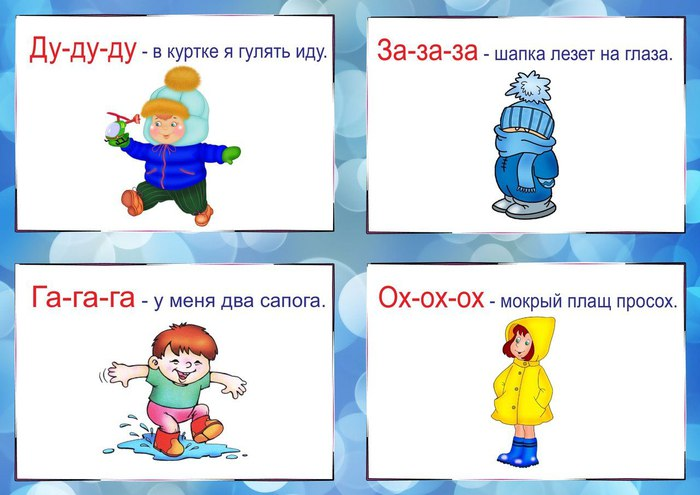 Ду-ду-ду - в куртке я гулять иду.
За-за-за - шапка лезет на глаза.
Га-га-га - у меня два сапога.
Ох-ох-ох - мокрый плащ просох.